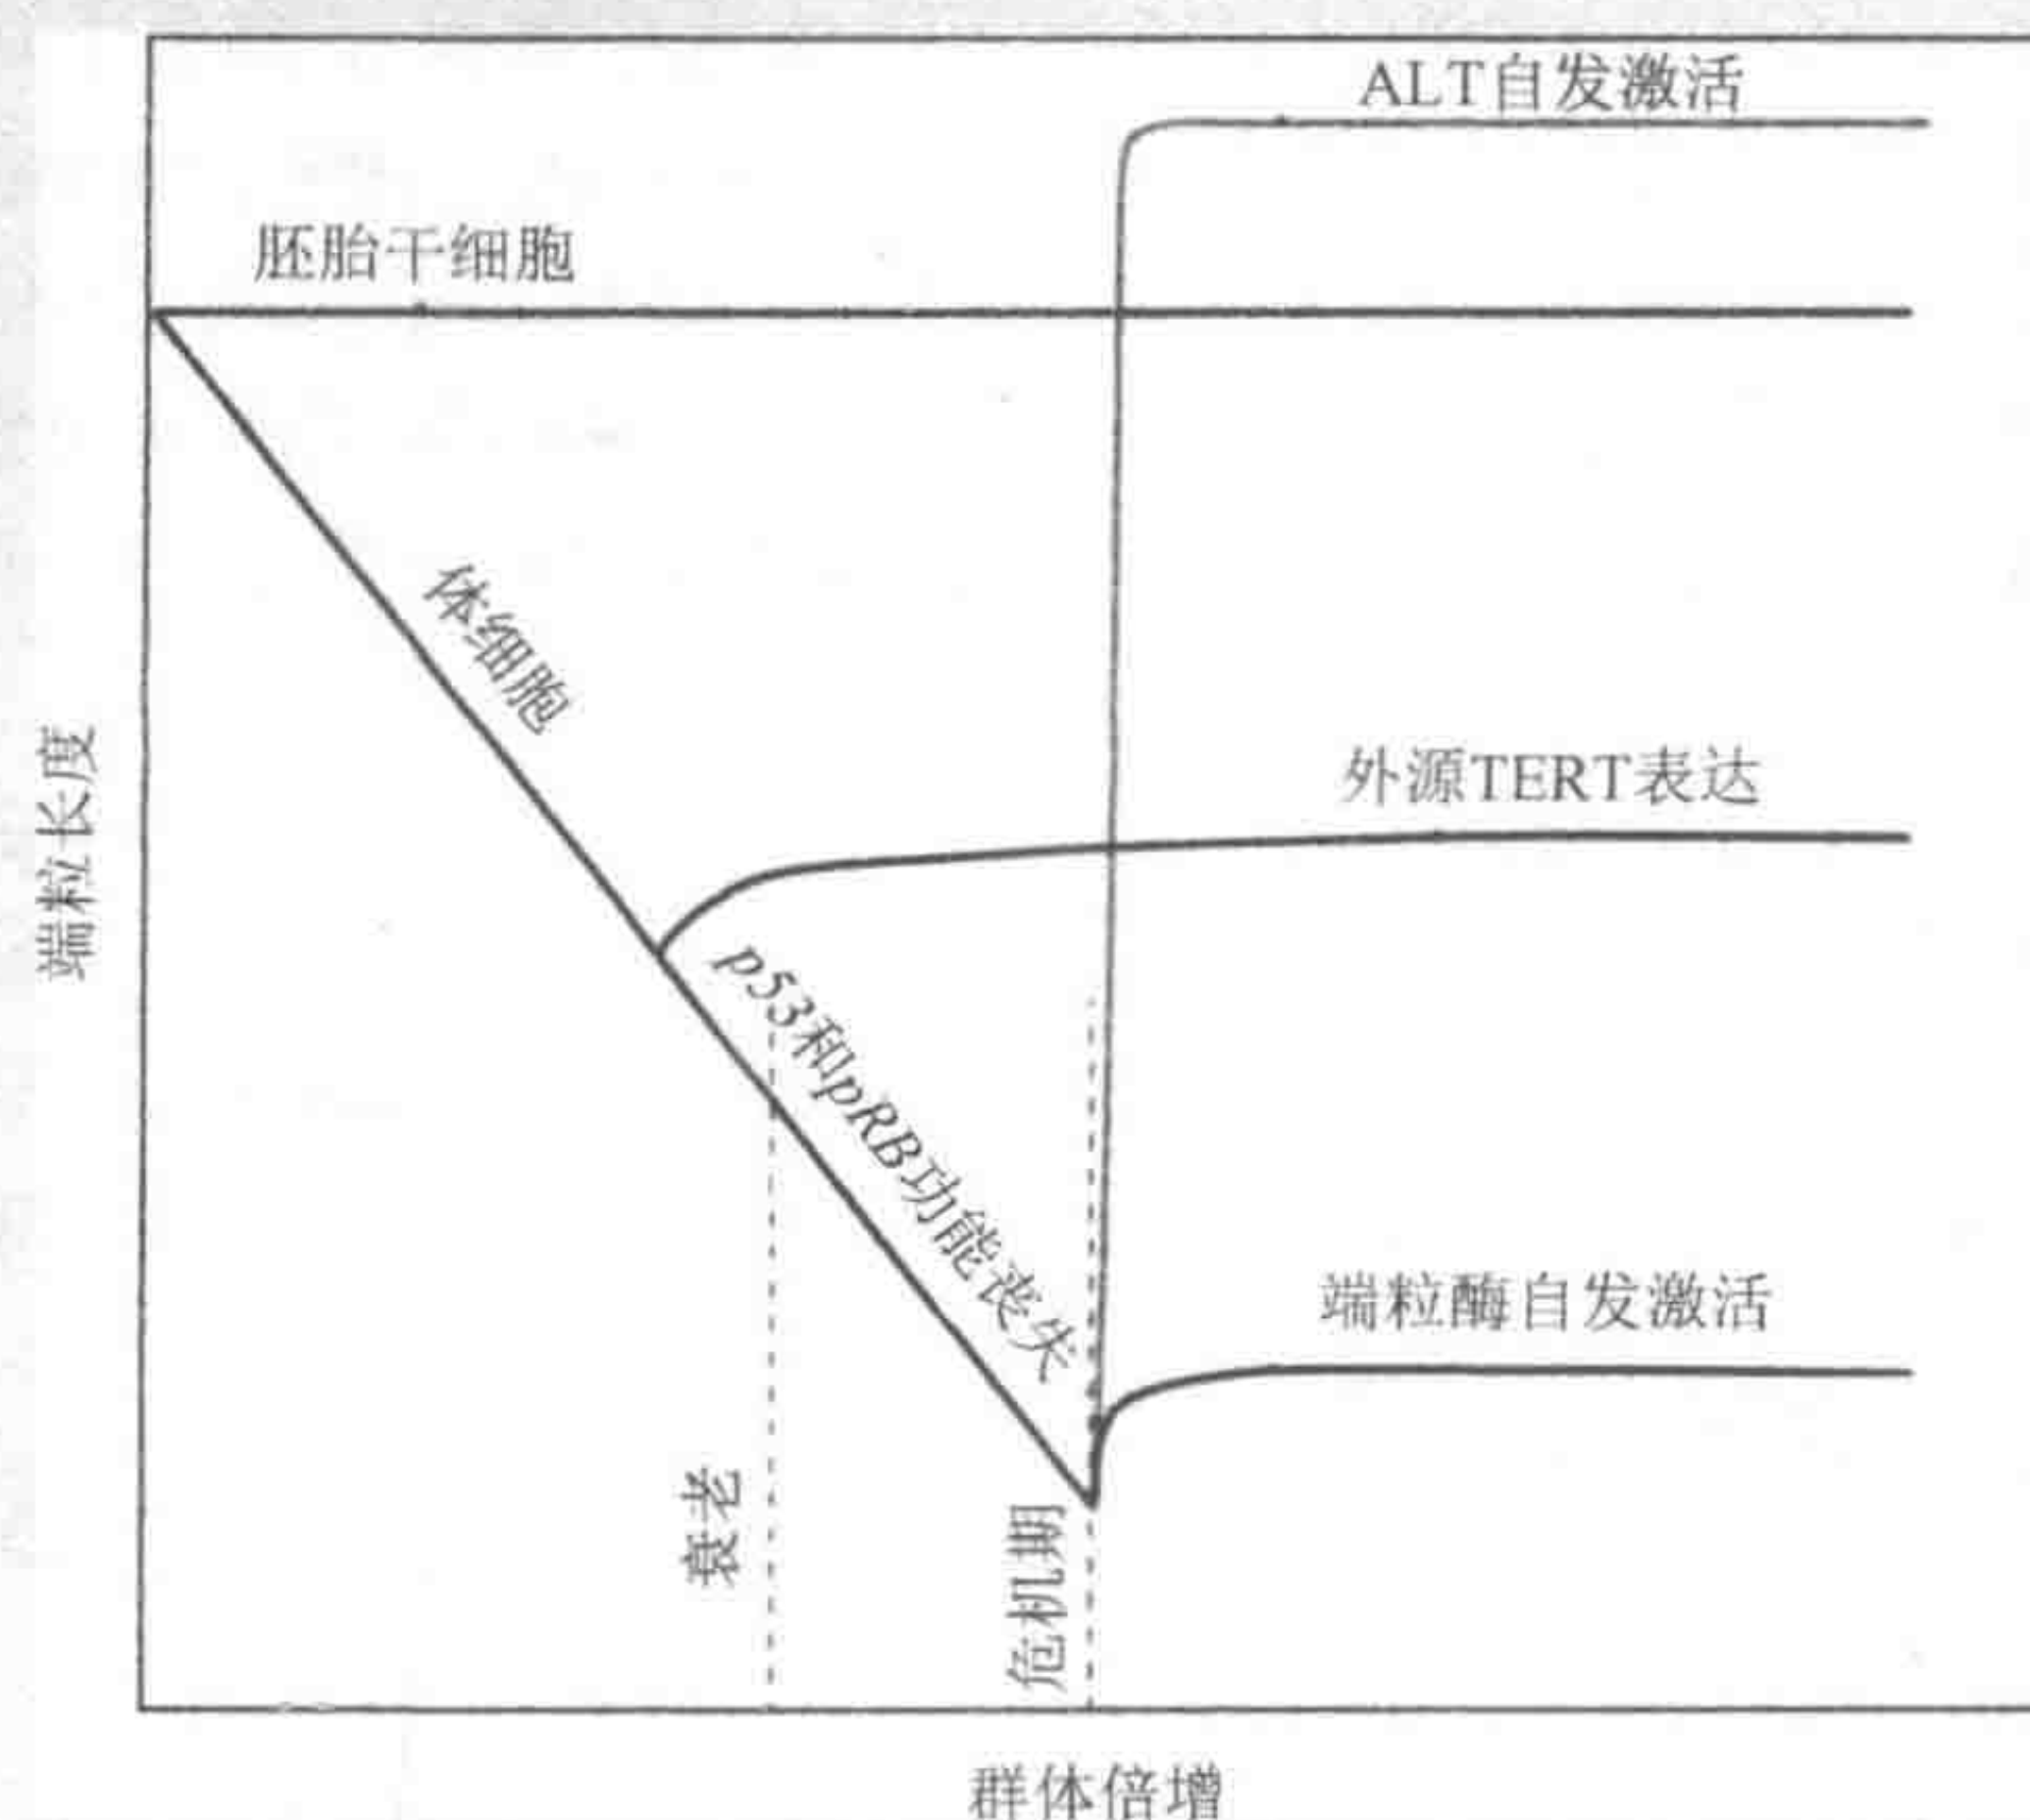 ALT自发激活
胚胎干细胞
体细胞
端粒长度
外源TERT表达
p53和pRB功能丧失
端粒酶自发激活
衰老
危机期
群体倍增